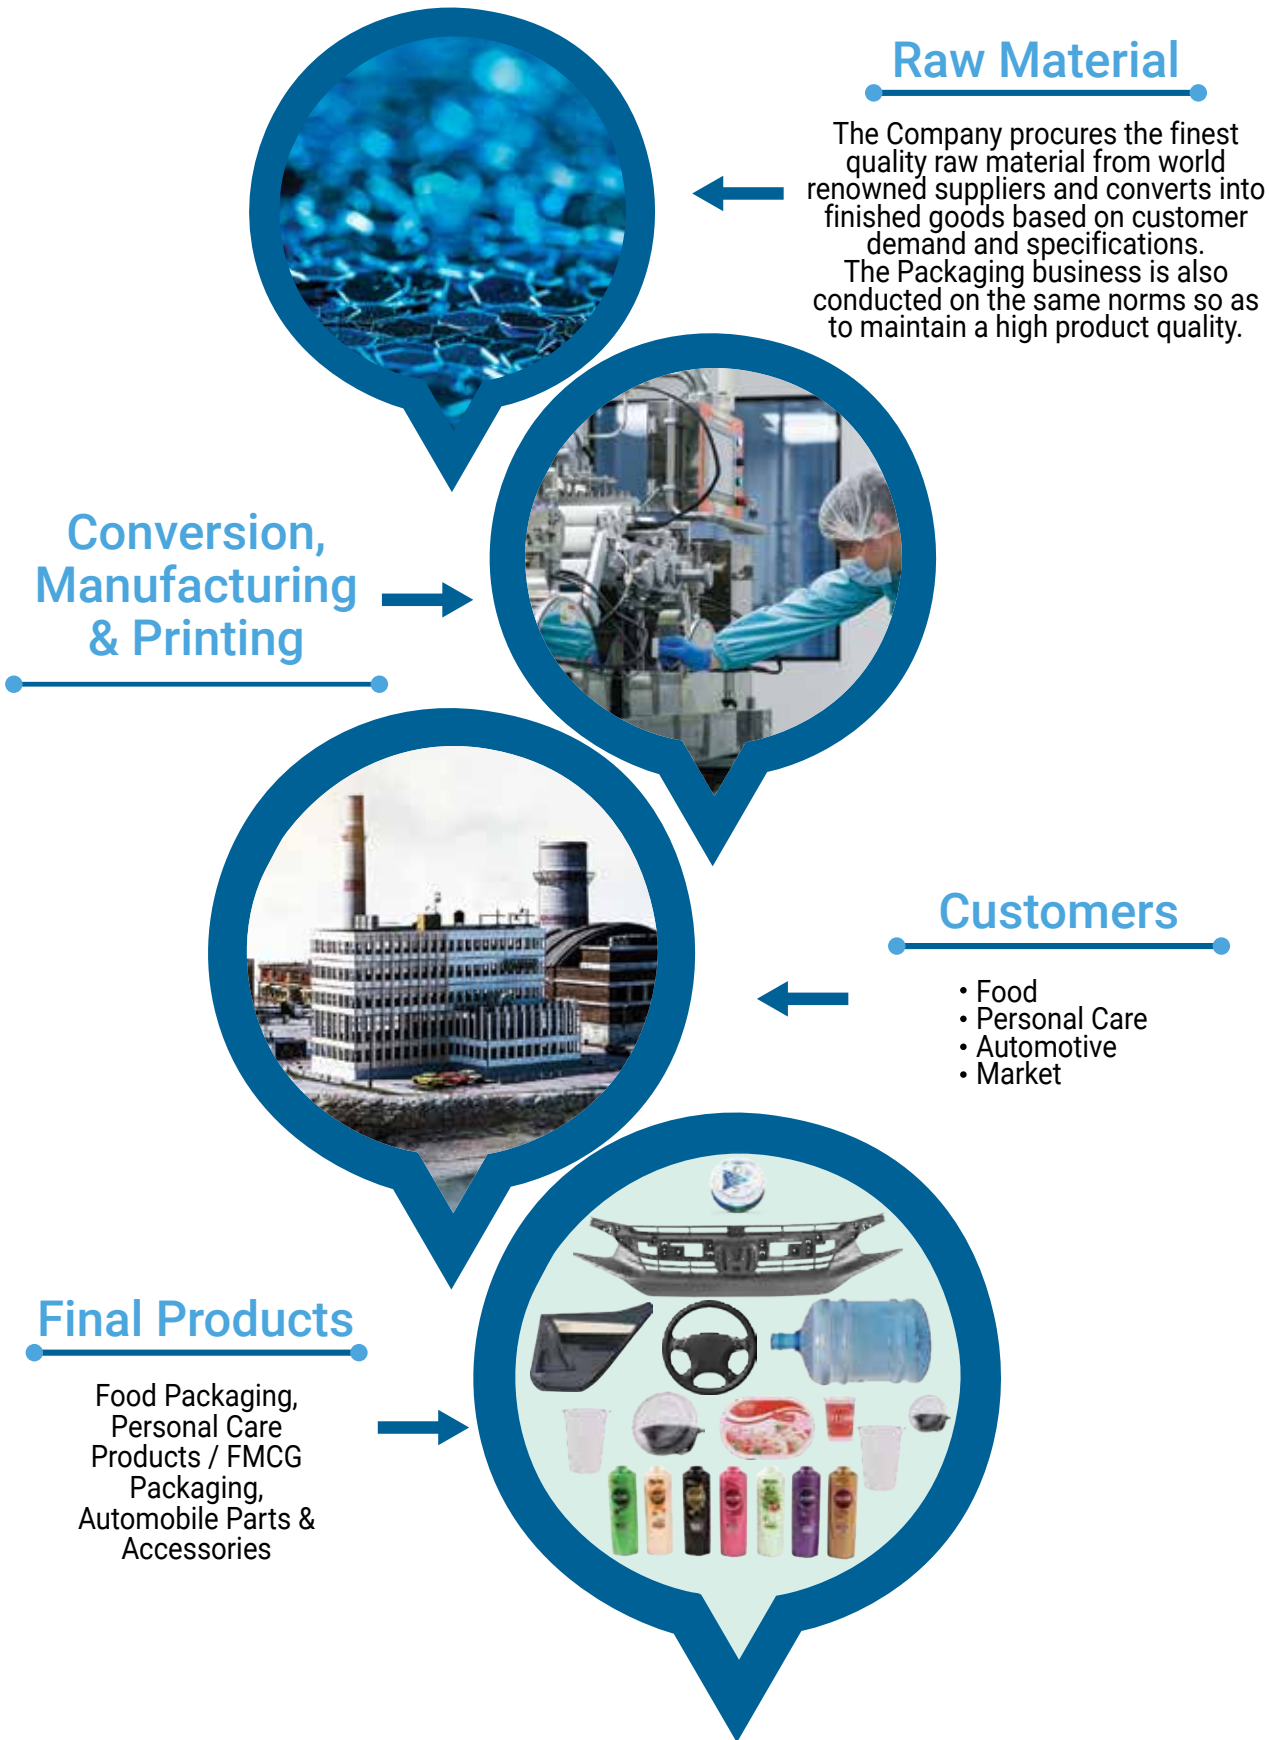 Raw Material
The Company procures the finest
quality raw material from world
renowned suppliers and converts into
finished goods based on customer
demand and specifications.
The Packaging business is also
conducted on the same norms so as
to maintain a high product quality.
Conversion,
Manufacturing
& Printing
Customers
• Food
• Personal Care
• Automotive
• Market
Final Products
Food Packaging,
Personal Care
Products / FMCG
Packaging,
Automobile Parts &
Accessories